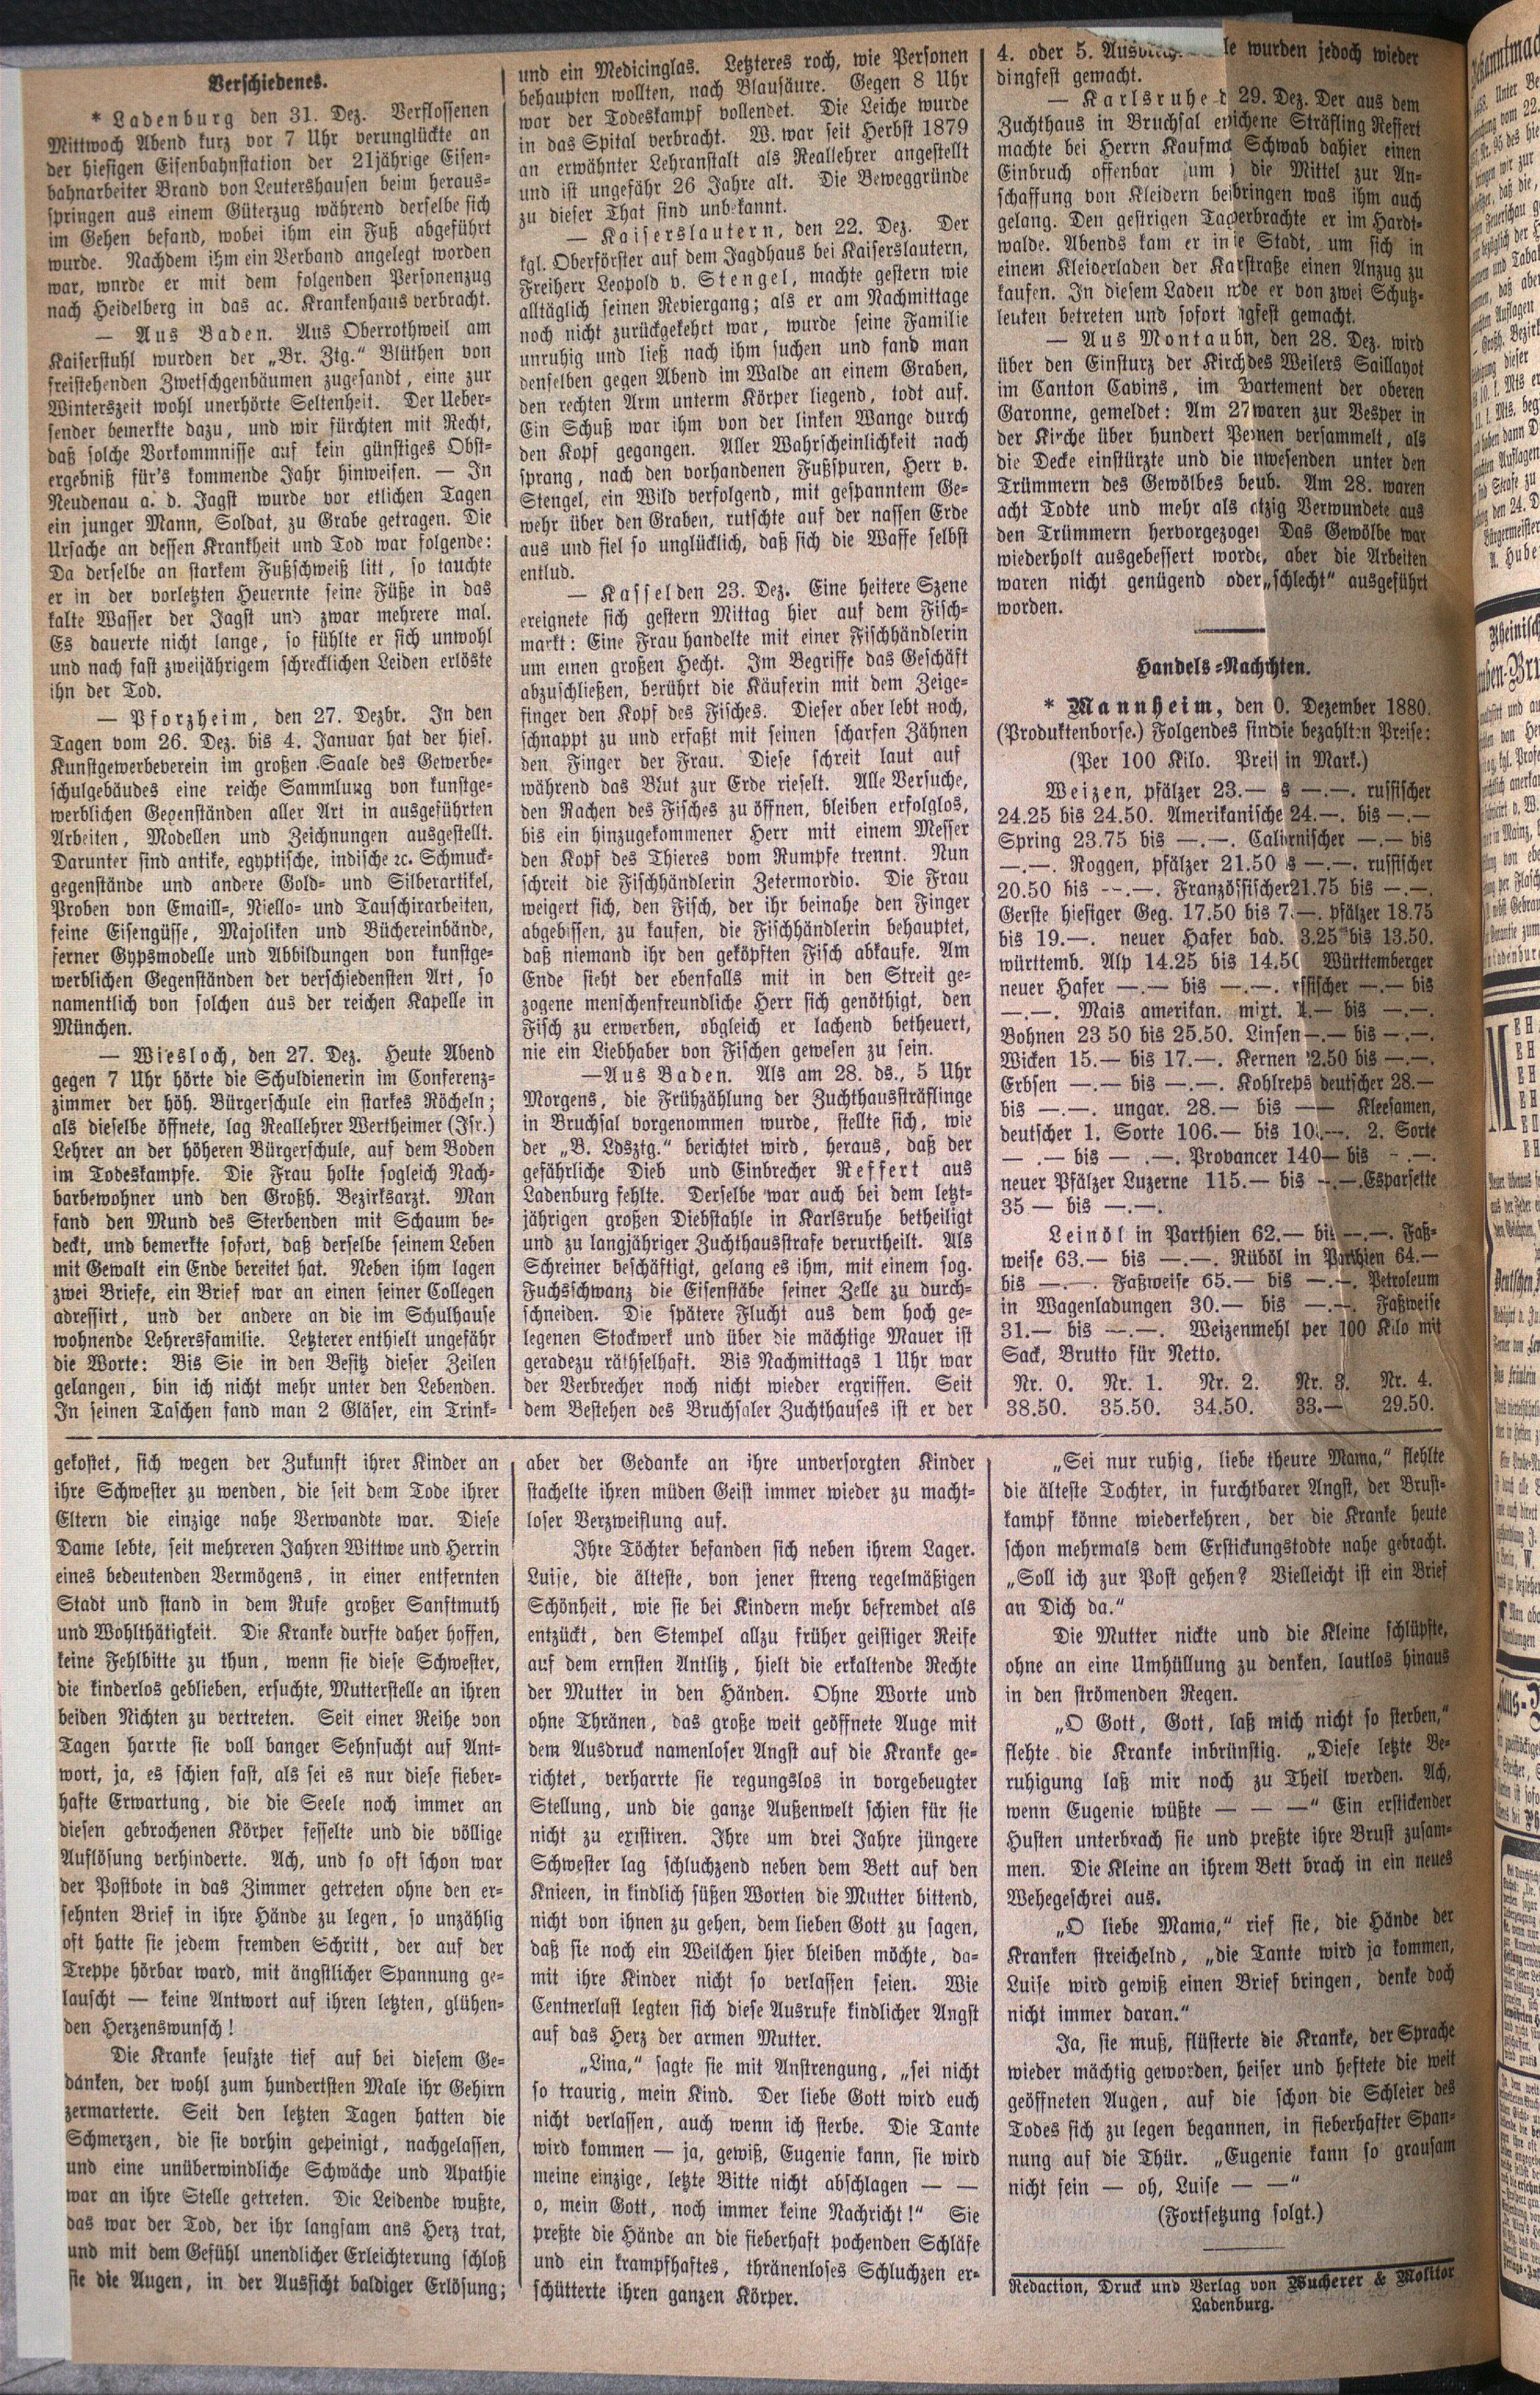 Verschiedenes.
* Ladenburg den 31. Dez. Verflossenen
Mittwoch Abend kurz vor 7 Uhr verunglückte an
der hiesigen Eisenbahnstation der 21jährige Eisen-
bahnarbeiter Brand von Leutershausen beim heraus-
springen aus einem Güterzug während derselbe sich
im Gehen befand, wobei ihm ein Fuß abgeführt
wurde. Nachdem ihm ein Verband angelegt worden
war, wnrde er mit dem folgenden Personenzug
nach Heidelberg in das ac. Krankenhaus verbracht.
— Aus Baden. Aus Oberrothweil am
Kaiserstuhl wurden der „Br. Ztg.“ Blüthen von
freistehenden Zwetschgenbäumen zugesandt, eine zur
Winterszeit wohl unerhörte Seltenheit. Der Ueber-
sender bemerkte dazu, und wir fürchten mit Recht,
daß solche Vorkommnisse auf kein günstiges Obst-
ergebniß für's kommende Jahr hinweisen. — In
Neudenau a. d. Jagst wurde vor etlichen Tagen
ein junger Mann, Soldat, zu Grabe getragen. Die
Ursache an dessen Krankheit und Tod war folgende:
Da derselbe an starkem Fußschweiß litt, so tauchte
er in der vorletzten Heuernte seine Füße in das
kalte Wasser der Jagst und zwar mehrere mal.
Es dauerte nicht lange, so fühlte er sich unwohl
und nach fast zweijährigem schrecklichen Leiden erlöste
ihn der Tod.
— Pforzheim, den 27. Dezbr. In den
Tagen vom 26. Dez. bis 4. Januar hat der hies.
Kunstgewerbeverein im großen Saale des Gewerbe-
schulgebäudes eine reiche Sammlung von kunstge-
werblichen Gegenständen aller Art in ausgeführten
Arbeiten, Modellen und Zeichnungen ausgestellt.
Darunter sind antike, egyptische, indische ꝛc. Schmuck-
gegenstände und andere Gold- und Silberartikel,
Proben von Emaill-, Niello- und Tauschirarbeiten,
feine Eisengüsse, Majoliken und Büchereinbände,
ferner Gypsmodelle und Abbildungen von kunstge-
werblichen Gegenständen der verschiedensten Art, so
namentlich von solchen aus der reichen Kapelle in
München.
— Wiesloch, den 27. Dez. Heute Abend
gegen 7 Uhr hörte die Schuldienerin im Conferenz-
zimmer der höh. Bürgerschule ein starkes Röcheln;
als dieselbe öffnete, lag Reallehrer Wertheimer (Isr.)
Lehrer an der höheren Bürgerschule, auf dem Boden
im Todeskampfe. Die Frau holte sogleich Nach-
barbewohner und den Großh. Bezirksarzt. Man
fand den Mund des Sterbenden mit Schaum be-
deckt, und bemerkte sofort, daß derselbe seinem Leben
mit Gewalt ein Ende bereitet hat. Neben ihm lagen
zwei Briefe, ein Brief war an einen seiner Collegen
adressirt, und der andere an die im Schulhause
wohnende Lehrersfamilie. Letzterer enthielt ungefähr
die Worte: Bis Sie in den Besitz dieser Zeilen
gelangen, bin ich nicht mehr unter den Lebenden.
In seinen Taschen fand man 2 Gläser, ein Trink-
und ein Medicinglas. Letzteres roch, wie Personen
behaupten wollten, nach Blausäure. Gegen 8 Uhr
war der Todeskampf vollendet. Die Leiche wurde
in das Spital verbracht. W. war seit Herbst 1879
an erwähnter Lehranstalt als Reallehrer angestellt
und ist ungefähr 26 Jahre alt. Die Beweggründe
zu dieser That sind unbekannt.
— Kaiserslautern, den 22. Dez. Der
kgl. Oberförster auf dem Jagdhaus bei Kaiserslautern,
Freiherr Leopold v. Stengel, machte gestern wie
alltäglich seinen Reviergang; als er am Nachmittage
noch nicht zurückgekehrt war, wurde seine Familie
unruhig und ließ nach ihm suchen und fand man
denselben gegen Abend im Walde an einem Graben,
den rechten Arm unterm Körper liegend, todt auf.
Ein Schuß war ihm von der linken Wange durch
den Kopf gegangen. Aller Wahrscheinlichkeit nach
sprang, nach den vorhandenen Fußspuren, Herr v.
Stengel, ein Wild verfolgend, mit gespanntem Ge-
wehr über den Graben, rutschte auf der nassen Erde
aus und fiel so unglücklich, daß sich die Waffe selbst
entlud.
— Kassel den 23. Dez. Eine heitere Szene
ereignete sich gestern Mittag hier auf dem Fisch-
markt: Eine Frau handelte mit einer Fischhändlerin
um einen großen Hecht. Im Begriffe das Geschäft
abzuschließen, berührt die Käuferin mit dem Zeige-
finger den Kopf des Fisches. Dieser aber lebt noch,
schnappt zu und erfaßt mit seinen scharfen Zähnen
den Finger der Frau. Diese schreit laut auf
während das Blut zur Erde rieselt. Alle Versuche,
den Rachen des Fisches zu öffnen, bleiben erfolglos,
bis ein hinzugekommener Herr mit einem Messer
den Kopf des Thieres vom Rumpfe trennt. Nun
schreit die Fischhändlerin Zetermordio. Die Frau
weigert sich, den Fisch, der ihr beinahe den Finger
abgebissen, zu kaufen, die Fischhändlerin behauptet,
daß niemand ihr den geköpften Fisch abkaufe. Am
Ende sieht der ebenfalls mit in den Streit ge-
zogene menschenfreundliche Herr sich genöthigt, den
Fisch zu erwerben, obgleich er lachend betheuert,
nie ein Liebhaber von Fischen gewesen zu sein.
— Aus Baden. Als am 28. ds., 5 Uhr
Morgens, die Frühzählung der Zuchthaussträflinge
in Bruchsal vorgenommen wurde, stellte sich, wie
der „B. Ldsztg.“ berichtet wird, heraus, daß der
gefährliche Dieb und Einbrecher Neffert aus
Ladenburg fehlte. Derselbe war auch bei dem letzt-
jährigen großen Diebstahle in Karlsruhe betheiligt
und zu langjähriger Zuchthausstrafe verurtheilt. Als
Schreiner beschäftigt, gelang es ihm, mit einem sog.
Fuchsschwanz die Eisenstäbe seiner Zelle zu durch-
schneiden. Die spätere Flucht aus dem hoch ge-
legenen Stockwerk und über die mächtige Mauer ist
geradezu räthselhaft. Bis Nachmittags 1 Uhr war
der Verbrecher noch nicht wieder ergriffen. Seit
dem Bestehen des Bruchsaler Zuchthauses ist er der
4. oder 5. wurden jedoch wieder
dingfest gemacht.
— Karlsruhe 29. Dez. Der aus dem
Zuchthaus in Bruchsal Sträfling Neffert
machte bei Herrn Schwab dahier einen
Einbruch offenbar um die Mittel zur An-
schaffung von Kleidern was ihm auch
gelang. Den gestrigen er im Hardt-
walde. Abends kam er Stadt, um sich in
einem Kleiderladen der einen Anzug zu
kaufen. In diesem Laden er von zwei Schutz-
leuten betreten und sofort gemacht.
— Aus den 28. Dez. wird
über den Einsturz der des Weilers Saillayot
im Canton Cabins, im der oberen
Garonne, gemeldet: Am 27 waren zur Vesper in
der Kirche über hundert versammelt, als
die Decke einstürzte und die unter den
Trümmern des Gewölbes Am 28. waren
acht Todte und mehr als Verwundete aus
den Trümmern Das Gewölbe war
wiederholt ausgebessert aber die Arbeiten
waren nicht genügend oder „schlecht“ ausgeführt
worden.
* Mannheim, den Dezember 1880.
(Produktenborse.) Folgendes sind die bezahlten Preise:
(Per 100 Kilo. in Mark.)
Weizen, pfälzer 23.— —.—. russischer
24.25 bis 24.50. Amerikanische 24.—. bis —.—
Spring 23.75 bis —.—. —.— bis
—.—. Roggen, pfälzer 21.50 —.—. russischer
20.50 bis —.—. Französsischer 21.75 bis —.—.
Gerste hiesiger Geg. 17.50 bis pfälzer 18.75
bis 19.—. neuer Hafer bad. bis 13.50.
württemb. Alp 14.25 bis Württemberger
neuer Hafer —.— bis —.—. —.— bis
—.—. Mais amerikan. mixt. bis —.—.
Bohnen 23 50 bis 25.50. Linsen —.— bis —.—.
Wicken 15.— bis 17.—. Kernen bis —.—.
Erbsen —.— bis —.—. Kohlreps deutscher 28.—
bis —.—. ungar. 28.— bis —— Kleesamen,
deutscher 1. Sorte 106.— bis 2. Sorte
— .— bis — .—. Provancer 140— bis - .—.
neuer Pfälzer Luzerne 115.— bis —.—. Esparsette
35 — bis —.—.
Leinöl in Parthien 62.— bis —.—. Faß-
weise 63.— bis —.—. Rüböl in Parthien 64.—
bis —.—. Faßweise 65.— bis —.—. Petroleum
in Wagenladungen 30.— bis —.—. Faßweise
31.— bis —.—. Weizenmehl per 100 Kilo mit
Sack, Brutto für Netto.
Nr. 0. Nr. 1. Nr. 2. Nr. 3. Nr. 4.
38.50. 35.50. 34.50. 33.— 29.50.
gekostet, sich wegen der Zukunft ihrer Kinder an
ihre Schwester zu wenden, die seit dem Tode ihrer
Eltern die einzige nahe Verwandte war. Diese
Dame lebte, seit mehreren Jahren Wittwe und Herrin
eines bedeutenden Vermögens, in einer entfernten
Stadt und stand in dem Rufe großer Sanftmuth
und Wohlthätigkeit. Die Kranke durfte daher hoffen,
keine Fehlbitte zu thun, wenn sie diese Schwester,
die kinderlos geblieben, ersuchte, Mutterstelle an ihren
beiden Nichten zu vertreten. Seit einer Reihe von
Tagen harrte sie voll banger Sehnsucht auf Ant-
wort, ja, es schien fast, als sei es nur diese fieber-
hafte Erwartung, die die Seele noch immer an
diesen gebrochenen Körper fesselte und die völlige
Auflösung verhinderte. Ach, und so oft schon war
der Postbote in das Zimmer getreten ohne den er-
sehnten Brief in ihre Hände zu legen, so unzählig
oft hatte sie jedem fremden Schritt, der auf der
Treppe hörbar ward, mit ängstlicher Spannung ge-
lauscht — keine Antwort auf ihren letzten, glühen-
den Herzenswunsch!
Die Kranke seufzte tief auf bei diesem Ge-
danken, der wohl zum hundertsten Male ihr Gehirn
zermarterte. Seit den letzten Tagen hatten die
Schmerzen, die sie vorhin gepeinigt, nachgelassen,
und eine unüberwindliche Schwäche und Apathie
war an ihre Stelle getreten. Die Leidende wußte,
das war der Tod, der ihr langsam ans Herz trat,
und mit dem Gefühl unendlicher Erleichterung schloß
sie die Augen, in der Aussicht baldiger Erlösung;
aber der Gedanke an ihre unversorgten Kinder
stachelte ihren müden Geist immer wieder zu macht-
loser Verzweiflung auf.
Ihre Töchter befanden sich neben ihrem Lager.
Luise, die älteste, von jener streng regelmäßigen
Schönheit, wie sie bei Kindern mehr befremdet als
entzückt, den Stempel allzu früher geistiger Reife
auf dem ernsten Antlitz, hielt die erkaltende Rechte
der Mutter in den Händen. Ohne Worte und
ohne Thränen, das große weit geöffnete Auge mit
dem Ausdruck namenloser Angst auf die Kranke ge-
richtet, verharrte sie regungslos in vorgebeugter
Stellung, und die ganze Außenwelt schien für sie
nicht zu existiren. Ihre um drei Jahre jüngere
Schwester lag schluchzend neben dem Bett auf den
Knieen, in kindlich süßen Worten die Mutter bittend,
nicht von ihnen zu gehen, dem lieben Gott zu sagen,
daß sie noch ein Weilchen hier bleiben möchte, da-
mit ihre Kinder nicht so verlassen seien. Wie
Centnerlast legten sich diese Ausrufe kindlicher Angst
auf das Herz der armen Mutter.
„Lina,“ sagte sie mit Anstrengung, „sei nicht
so traurig, mein Kind. Der liebe Gott wird euch
nicht verlassen, auch wenn ich sterbe. Die Tante
wird kommen — ja, gewiß, Eugenie kann, sie wird
meine einzige, letzte Bitte nicht abschlagen — —
o, mein Gott, noch immer keine Nachricht!“ Sie
preßte die Hände an die fieberhaft pochenden Schläfe
und ein krampfhaftes, thränenloses Schluchzen er-
schütterte ihren ganzen Körper.
„Sei nur ruhig, liebe theure Mama,“ flehlte
die älteste Tochter, in furchtbarer Angst, der Brust-
kampf könne wiederkehren, der die Kranke heute
schon mehrmals dem Erstickungstodte nahe gebracht.
„Soll ich zur Post gehen? Vielleicht ist ein Brief
an Dich da.“
Die Mutter nickte und die Kleine schlüpfte,
ohne an eine Umhüllung zu denken, lautlos hinaus
in den strömenden Regen.
„O Gott, Gott, laß mich nicht so sterben,“
flehte die Kranke inbrünstig. „Diese letzte Be-
ruhigung laß mir noch zu Theil werden. Ach,
wenn Eugenie wüßte — — —“ Ein erstickender
Husten unterbrach sie und preßte ihre Brust zusam-
men. Die Kleine an ihrem Bett brach in ein neues
Wehegeschrei aus.
„O liebe Mama,“ rief sie, die Hände der
Kranken streichelnd, „die Tante wird ja kommen,
Luise wird gewiß einen Brief bringen, denke doch
nicht immer daran.“
Ja, sie muß, flüsterte die Kranke, der Sprache
wieder mächtig geworden, heiser und heftete die weit
geöffneten Augen, auf die schon die Schleier des
Todes sich zu legen begannen, in fieberhafter Span-
nung auf die Thür. „Eugenie kann so grausam
nicht sein — oh, Luise — —“
(Fortsetzung folgt.)
Redaction, Druck und Verlag von Wucherer & Molitor
Ladenburg.